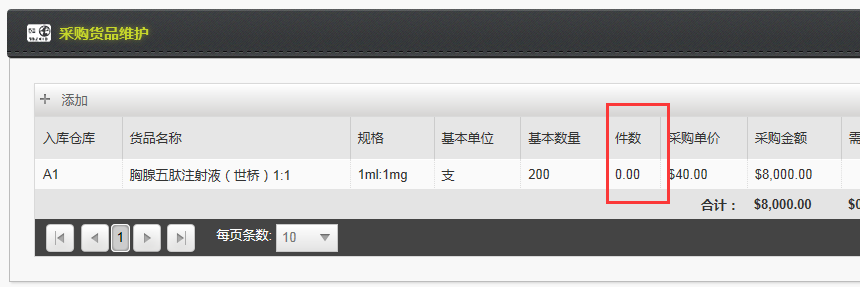 采购货品维护
添加
入库仓库 货品名称 规格 基本单位 基本数量 件数 采购单价 采购金额
A1 胸腺五肽注射液（世桥）1:1 1ml:1mg 支 200 0.00 $40.00 $8,000.00
合计： $8,000.00
1 每页条数: 10